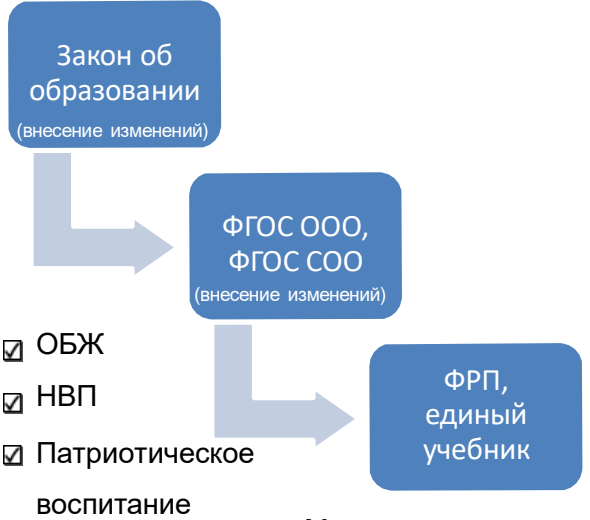 Закон об
образовании
(внесение изменений)
ФГОС ООО,
ФГОС СОО
(внесение изменений)
ОБЖ
НВП
Патриотическое
воспитание
ФРП,
единый
учебник